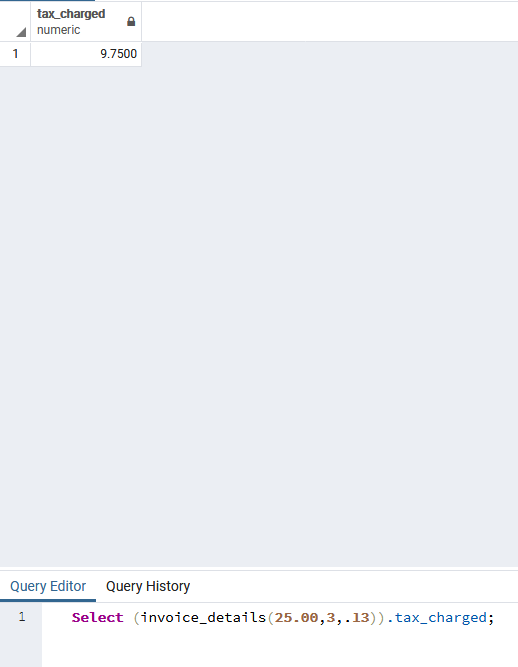 tax_charged
numeric
1 9.7500
Query Editor Query History
1 Select (invoice_details(25.00,3,.13)).tax_charged;